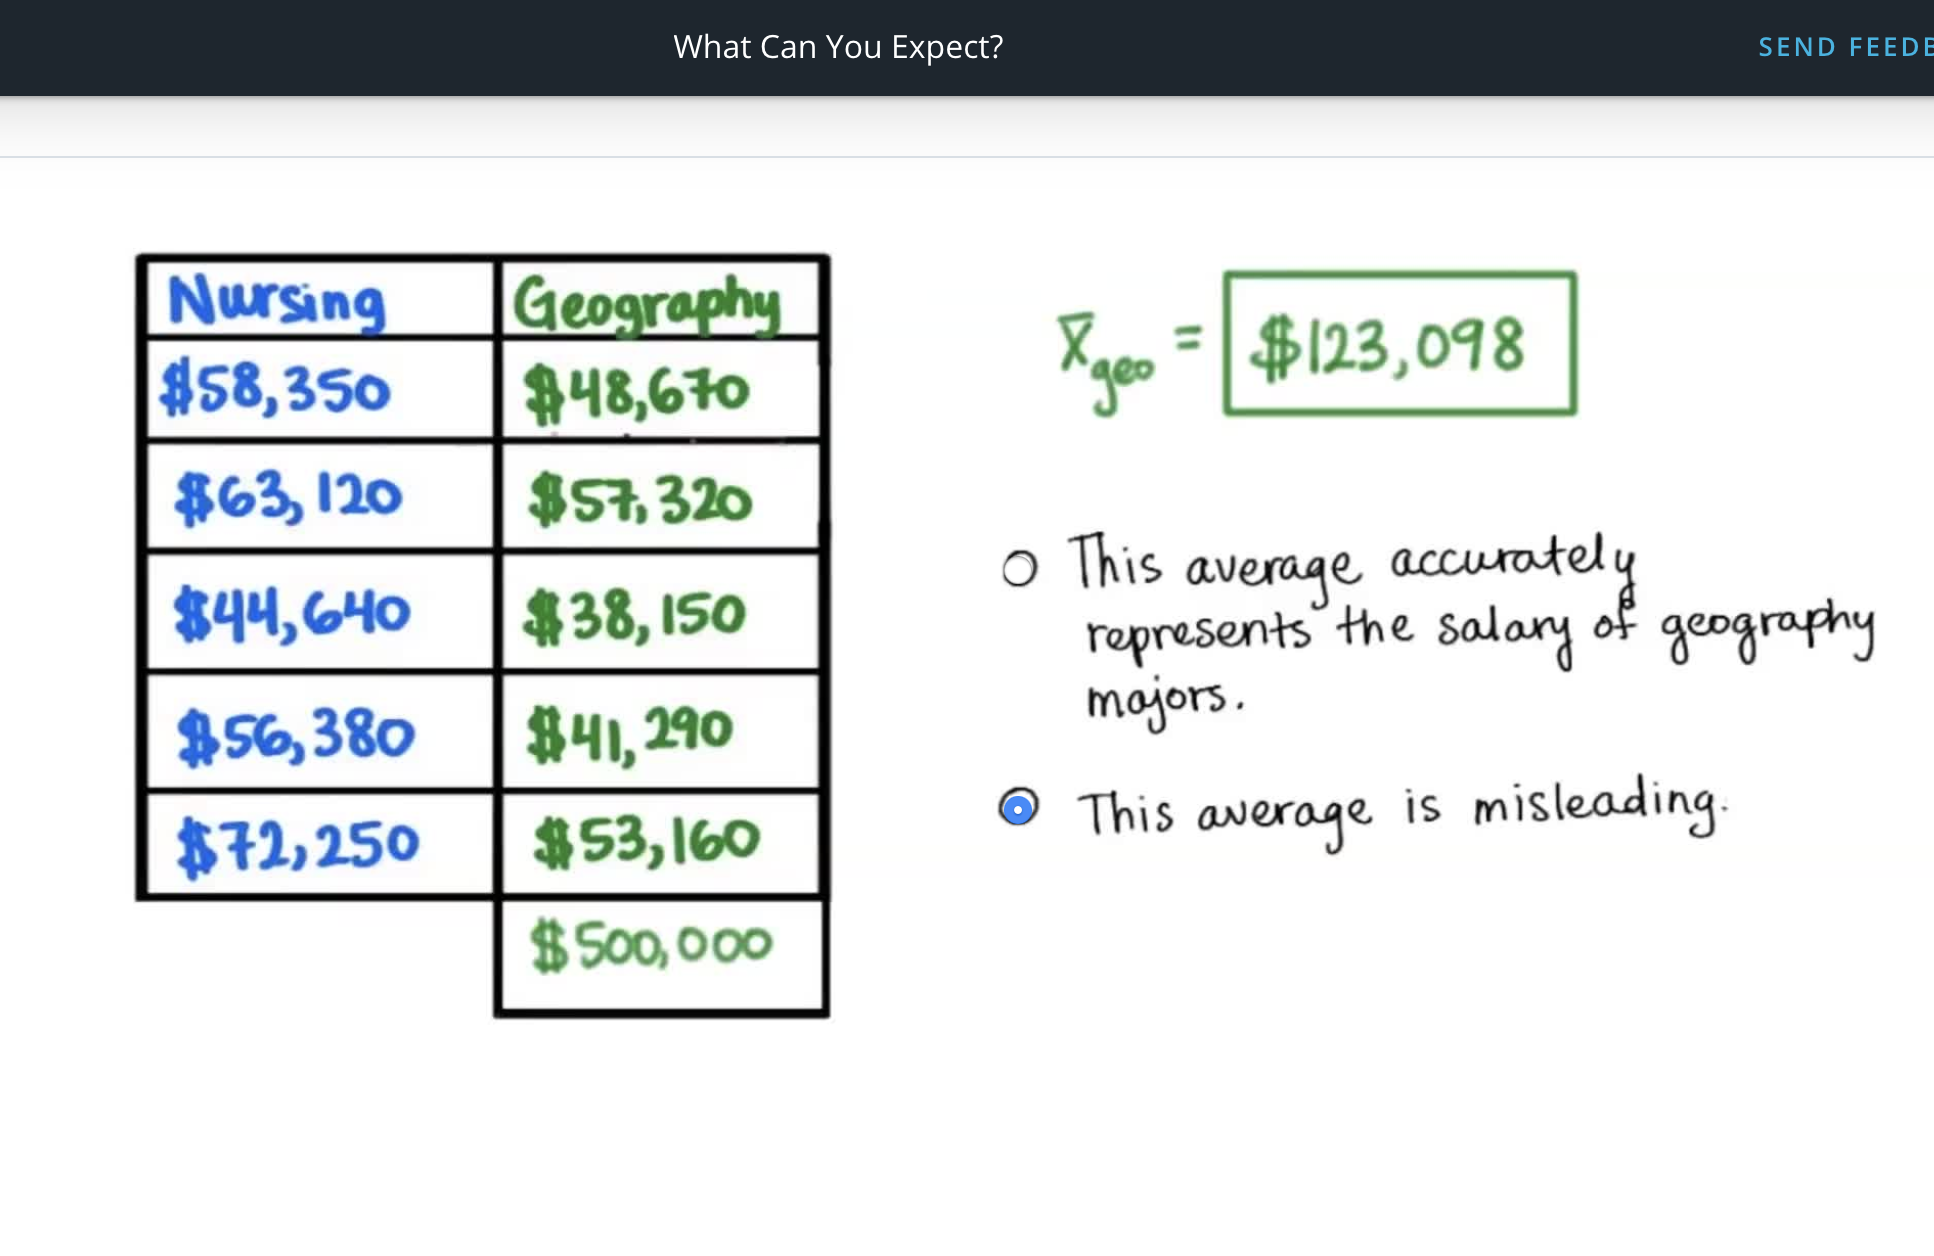 What Can You Expect?
SEND FEEDB
Nursing Geography
$58,350 $48,670
$63,120 $57,320
$44,640 $38,150
$56,380 $41,290
$72,250 $53,160
$500,000
x̄geo = $123,098
This average accurately
represents the salary of geography
majors.
This average is misleading.